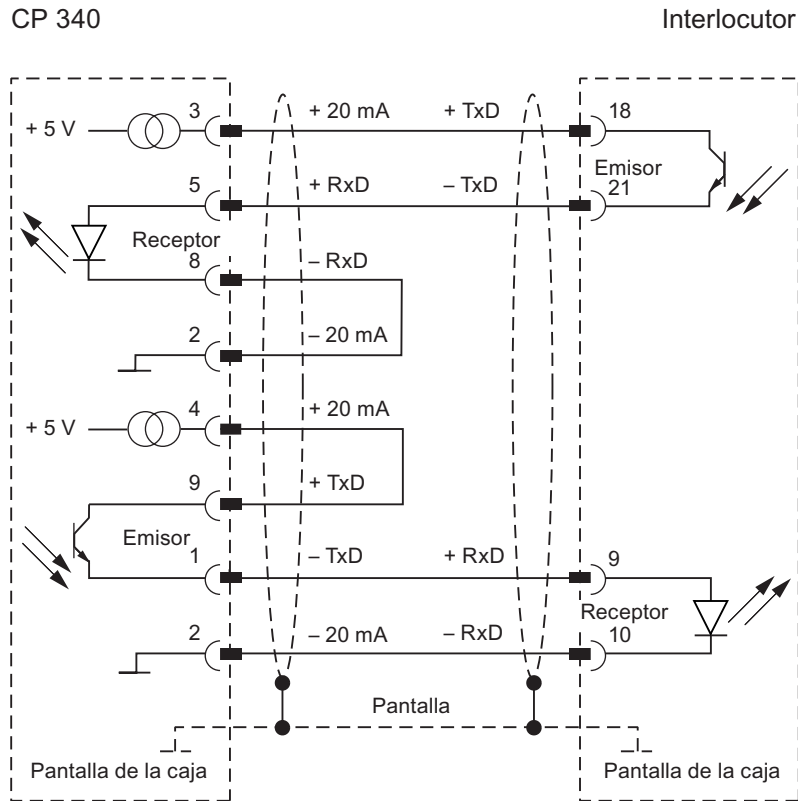 CP 340 Interlocutor
3 + 20 mA + TxD 18
+ 5 V
Emisor
5 + RxD – TxD 21
Receptor
8 – RxD
2 – 20 mA
4 + 20 mA
+ 5 V
9 + TxD
Emisor
1 – TxD + RxD 9
Receptor
2 – 20 mA – RxD 10
Pantalla
Pantalla de la caja Pantalla de la caja